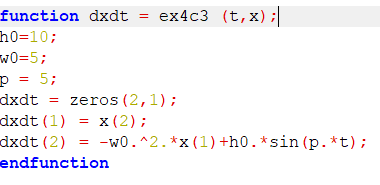 function dxdt = ex4c3 (t,x);
h0=10;
w0=5;
p = 5;
dxdt = zeros(2,1);
dxdt(1) = x(2);
dxdt(2) = -w0.^2.*x(1)+h0.*sin(p.*t);
endfunction